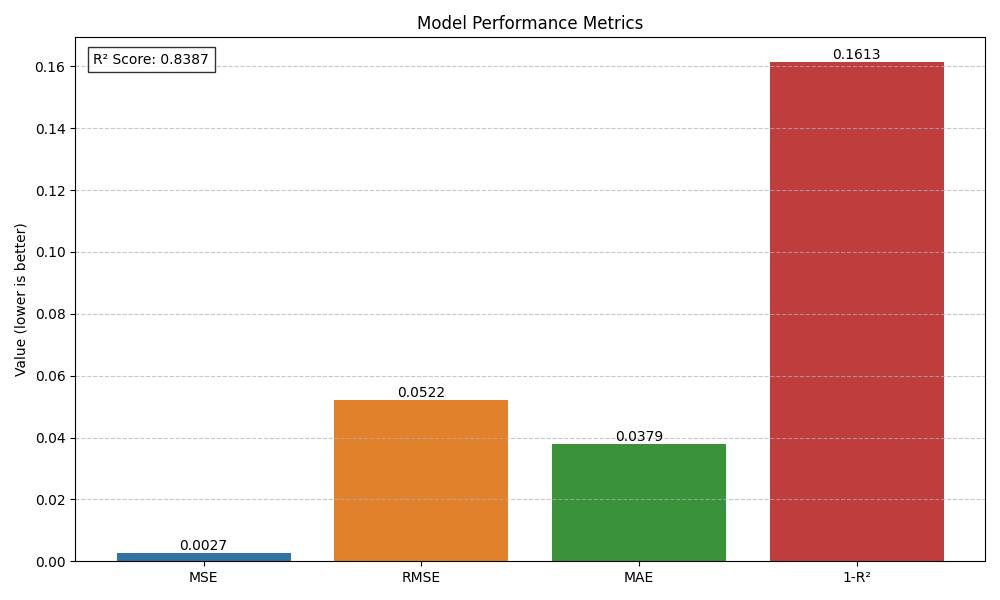 Model Performance Metrics
R² Score: 0.8387
Value (lower is better)
0.16
0.14
0.12
0.10
0.08
0.06
0.04
0.02
0.00
0.0027
0.0522
0.0379
0.1613
MSE
RMSE
MAE
1-R²